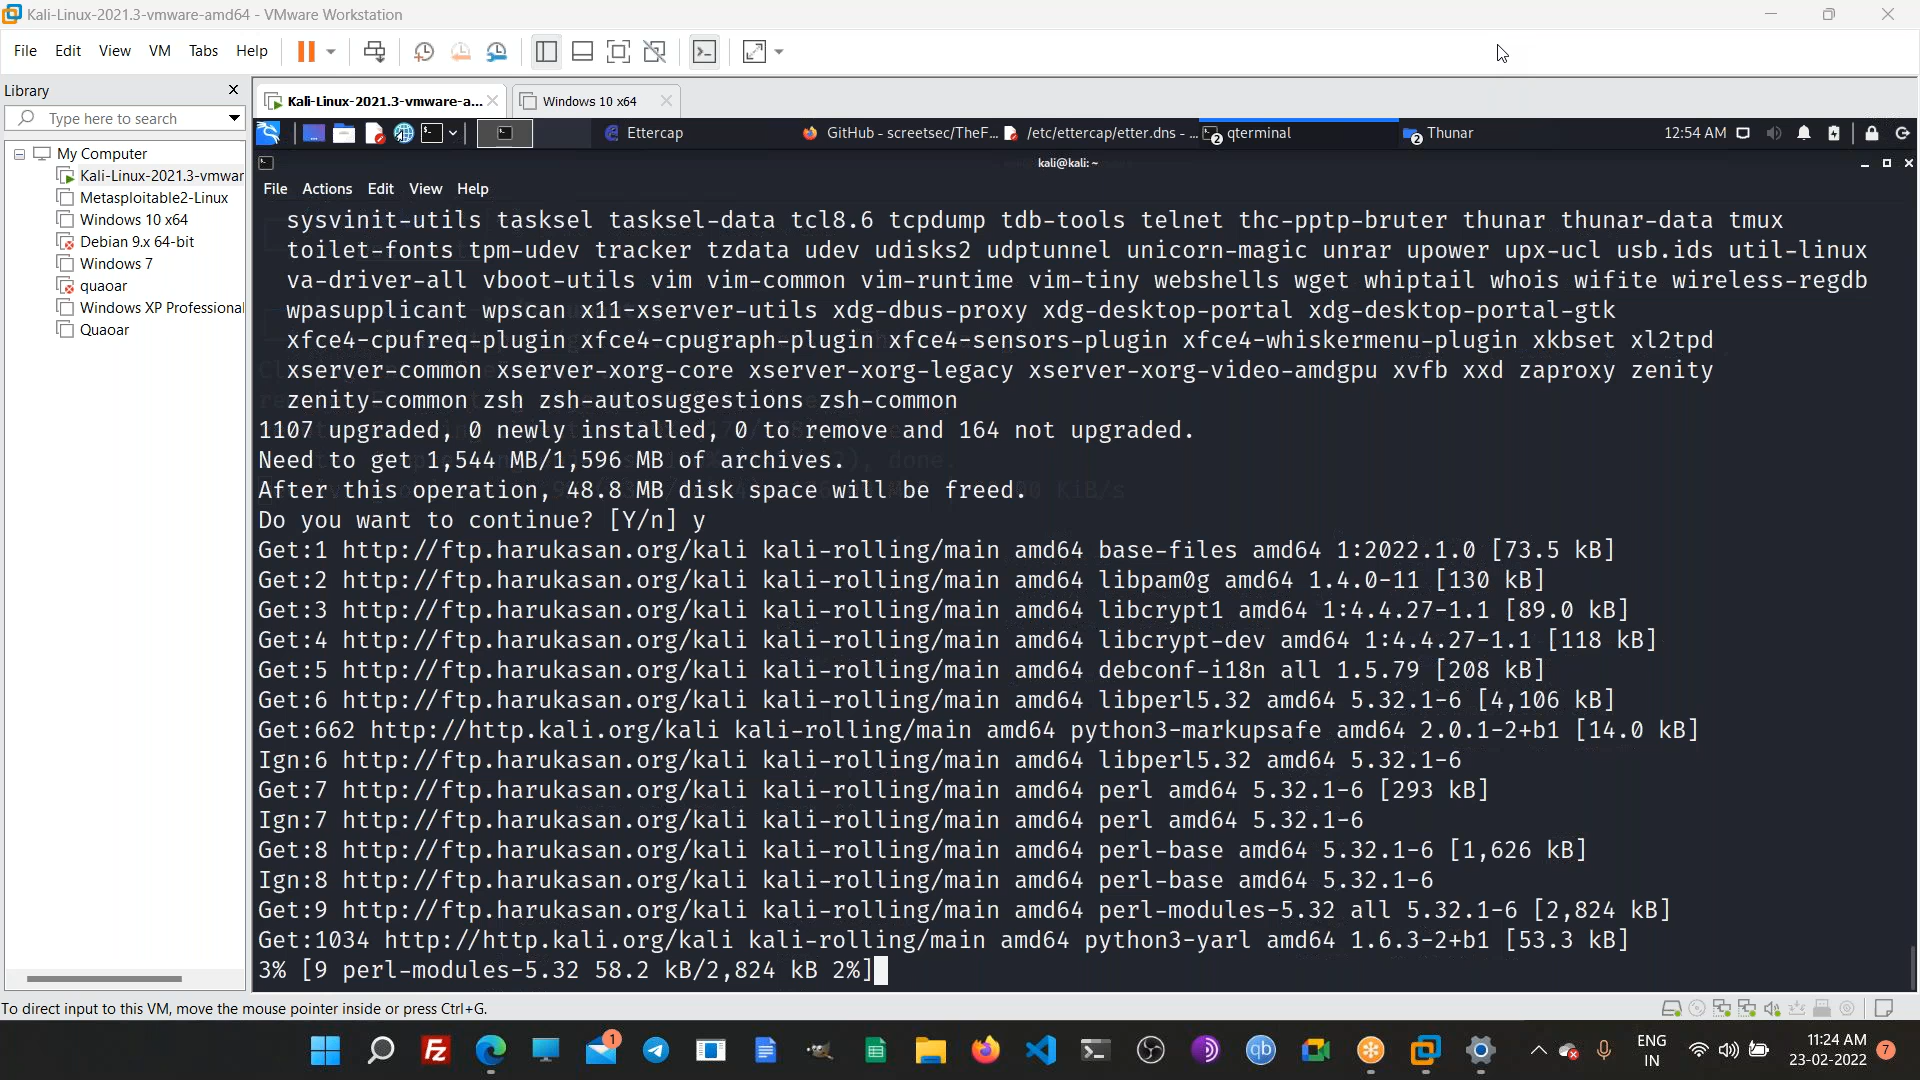 Kali-Linux-2021.3-vmware-amd64 - VMware Workstation
File Edit View VM Tabs Help
Library
Type here to search
My Computer
Kali-Linux-2021.3-vmwar
Metasploitable2-Linux
Windows 10 x64
Debian 9.x 64-bit
Windows 7
quaoar
Windows XP Professional
Quaoar
Kali-Linux-2021.3-vmware-a...
Windows 10 x64
Ettercap
GitHub - screetsec/TheF...
/etc/ettercap/etter.dns - ...
2 qterminal
2 Thunar
12:54 AM
kali@kali: ~
File Actions Edit View Help
sysvinit-utils tasksel tasksel-data tcl8.6 tcpdump tdb-tools telnet thc-pptp-bruter thunar thunar-data tmux
toilet-fonts tpm-udev tracker tzdata udev udisks2 udptunnel unicorn-magic unrar upower upx-ucl usb.ids util-linux
va-driver-all vboot-utils vim vim-common vim-runtime vim-tiny webshells wget whiptail whois wifite wireless-regdb
wpasupplicant wpscan x11-xserver-utils xdg-dbus-proxy xdg-desktop-portal xdg-desktop-portal-gtk
xfce4-cpufreq-plugin xfce4-cpugraph-plugin xfce4-sensors-plugin xfce4-whiskermenu-plugin xkbset xl2tpd
xserver-common xserver-xorg-core xserver-xorg-legacy xserver-xorg-video-amdgpu xvfb xxd zaproxy zenity
zenity-common zsh zsh-autosuggestions zsh-common
1107 upgraded, 0 newly installed, 0 to remove and 164 not upgraded.
Need to get 1,544 MB/1,596 MB of archives.
After this operation, 48.8 MB disk space will be freed.
Do you want to continue? [Y/n] y
Get:1 http://ftp.harukasan.org/kali kali-rolling/main amd64 base-files amd64 1:2022.1.0 [73.5 kB]
Get:2 http://ftp.harukasan.org/kali kali-rolling/main amd64 libpam0g amd64 1.4.0-11 [130 kB]
Get:3 http://ftp.harukasan.org/kali kali-rolling/main amd64 libcrypt1 amd64 1:4.4.27-1.1 [89.0 kB]
Get:4 http://ftp.harukasan.org/kali kali-rolling/main amd64 libcrypt-dev amd64 1:4.4.27-1.1 [118 kB]
Get:5 http://ftp.harukasan.org/kali kali-rolling/main amd64 debconf-i18n all 1.5.79 [208 kB]
Get:6 http://ftp.harukasan.org/kali kali-rolling/main amd64 libperl5.32 amd64 5.32.1-6 [4,106 kB]
Get:662 http://http.kali.org/kali kali-rolling/main amd64 python3-markupsafe amd64 2.0.1-2+b1 [14.0 kB]
Ign:6 http://ftp.harukasan.org/kali kali-rolling/main amd64 libperl5.32 amd64 5.32.1-6
Get:7 http://ftp.harukasan.org/kali kali-rolling/main amd64 perl amd64 5.32.1-6 [293 kB]
Ign:7 http://ftp.harukasan.org/kali kali-rolling/main amd64 perl amd64 5.32.1-6
Get:8 http://ftp.harukasan.org/kali kali-rolling/main amd64 perl-base amd64 5.32.1-6 [1,626 kB]
Ign:8 http://ftp.harukasan.org/kali kali-rolling/main amd64 perl-base amd64 5.32.1-6
Get:9 http://ftp.harukasan.org/kali kali-rolling/main amd64 perl-modules-5.32 all 5.32.1-6 [2,824 kB]
Get:1034 http://http.kali.org/kali kali-rolling/main amd64 python3-yarl amd64 1.6.3-2+b1 [53.3 kB]
3% [9 perl-modules-5.32 58.2 kB/2,824 kB 2%]
To direct input to this VM, move the mouse pointer inside or press Ctrl+G.
1
ENG
IN
11:24 AM
23-02-2022
7